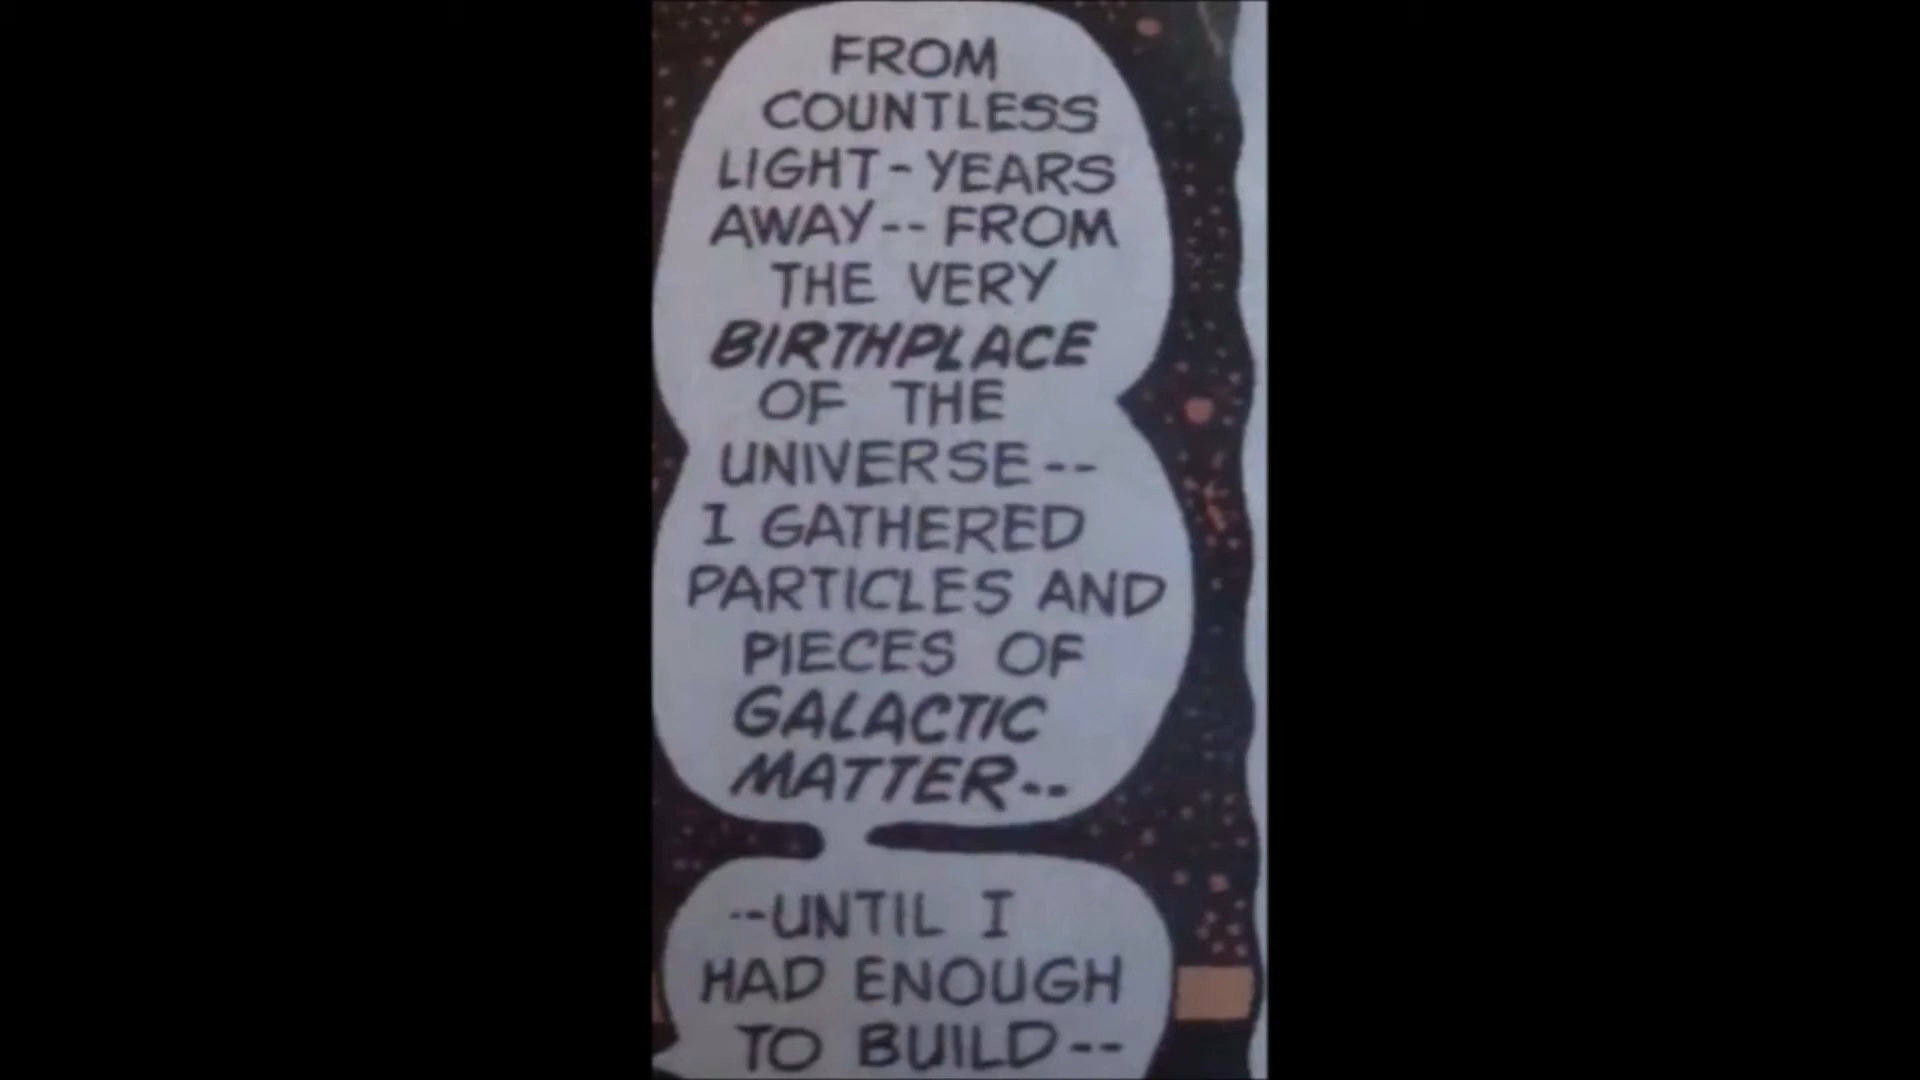 FROM
COUNTLESS
LIGHT-YEARS
AWAY-- FROM
THE VERY
BIRTHPLACE
OF THE
UNIVERSE--
I GATHERED
PARTICLES AND
PIECES OF
GALACTIC
MATTER--
--UNTIL I
HAD ENOUGH
TO BUILD--